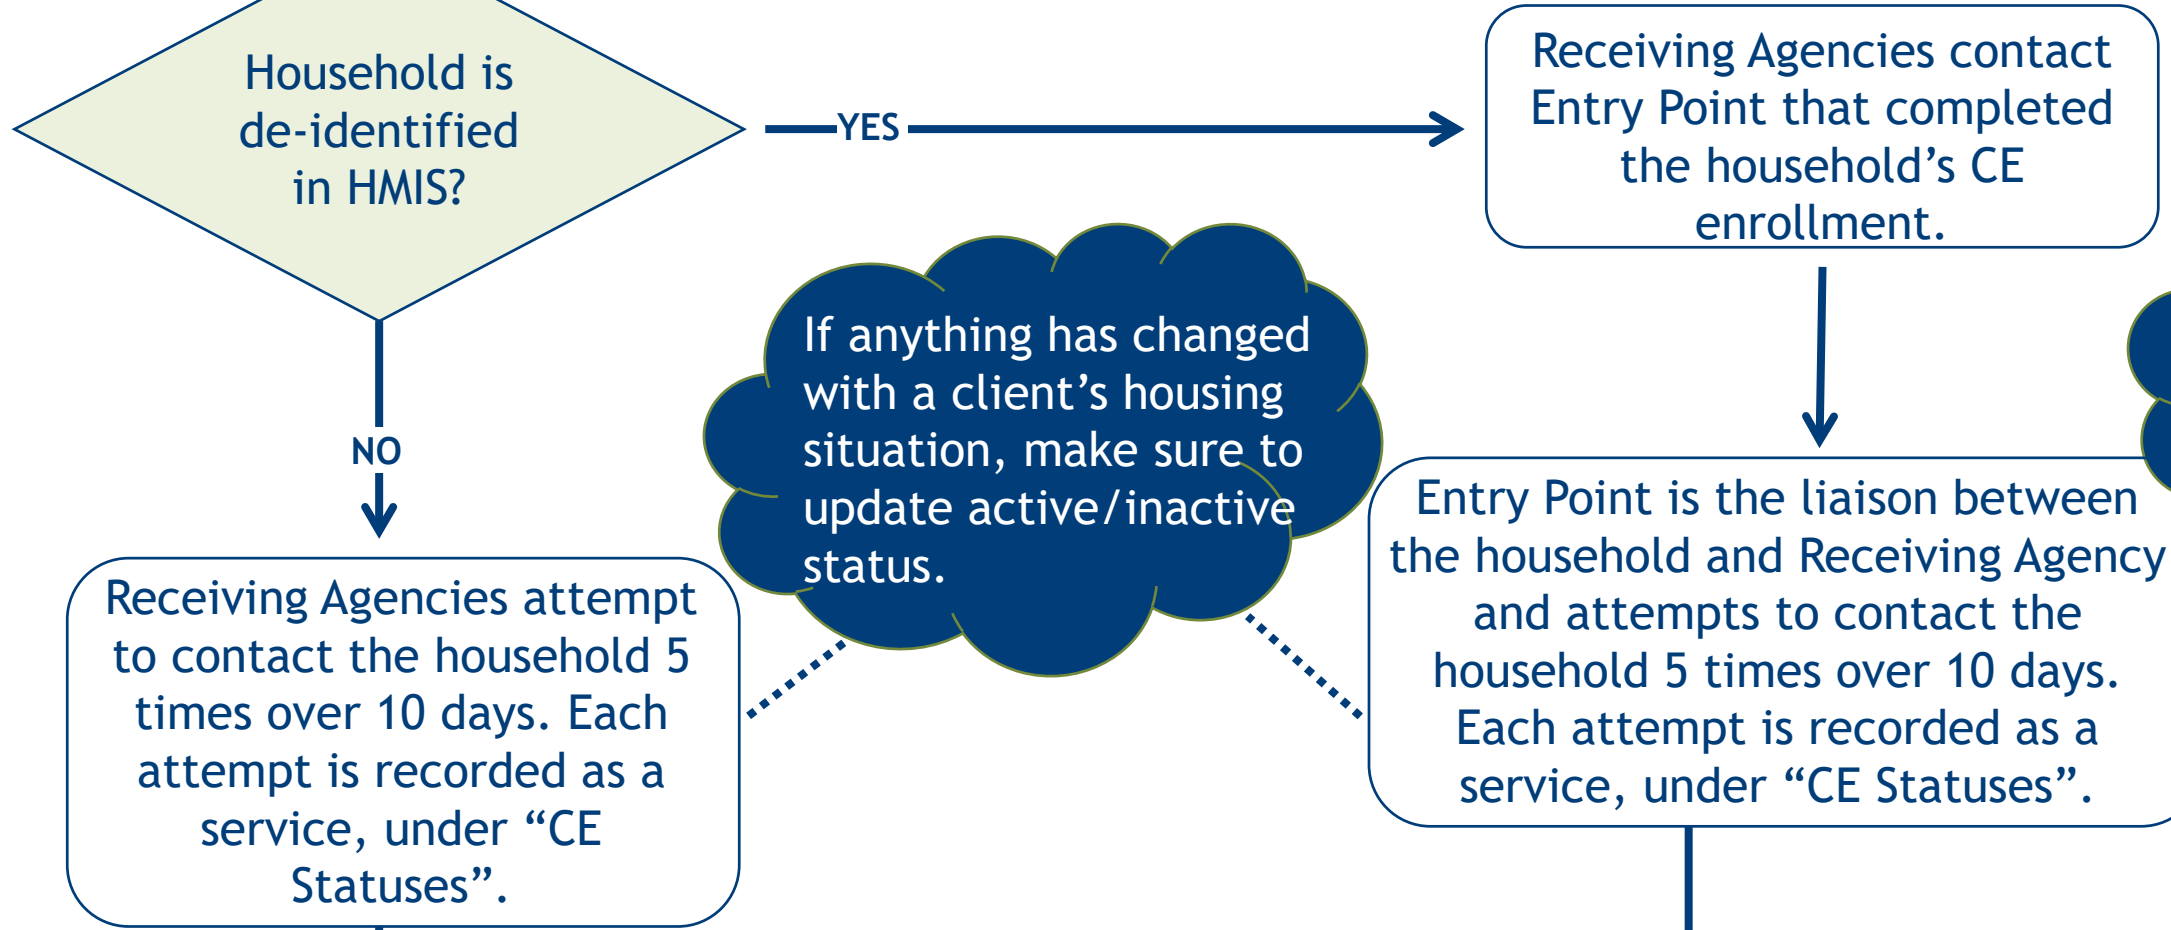 Household is
de-identified
in HMIS?
YES
Receiving Agencies contact
Entry Point that completed
the household’s CE
enrollment.
NO
If anything has changed
with a client’s housing
situation, make sure to
update active/inactive
status.
Receiving Agencies attempt
to contact the household 5
times over 10 days. Each
attempt is recorded as a
service, under “CE
Statuses”.
Entry Point is the liaison between
the household and Receiving Agency
and attempts to contact the
household 5 times over 10 days.
Each attempt is recorded as a
service, under “CE Statuses”.